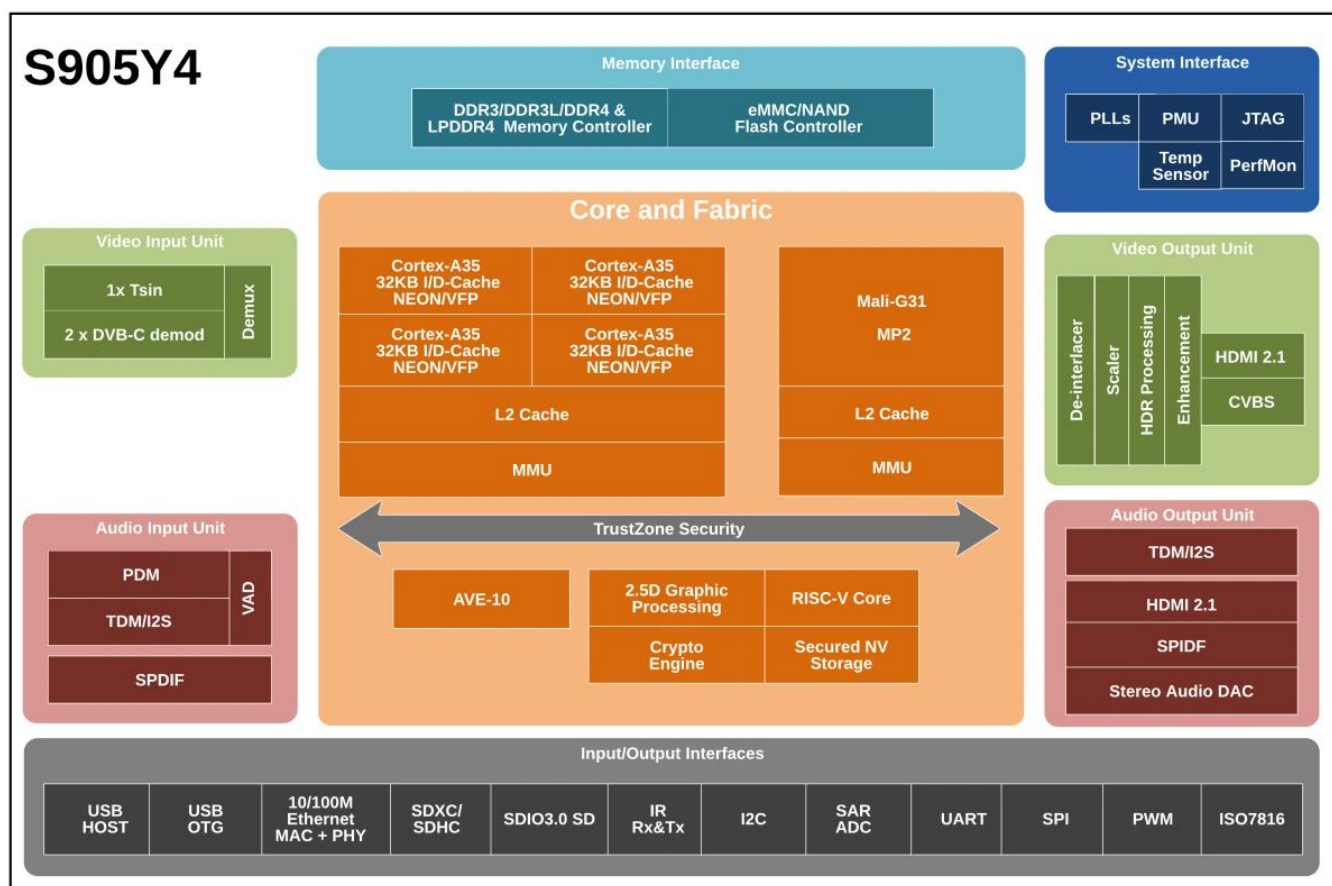 S905Y4
Memory Interface
DDR3/DDR3L/DDR4 &
LPDDR4 Memory Controller
eMMC/NAND
Flash Controller
System Interface
PLLs
PMU
JTAG
Temp
Sensor
PerfMon
Video Input Unit
1x Tsin
2 x DVB-C demod
Demux
Core and Fabric
Cortex-A35
32KB I/D-Cache
NEON/VFP
Cortex-A35
32KB I/D-Cache
NEON/VFP
Cortex-A35
32KB I/D-Cache
NEON/VFP
Cortex-A35
32KB I/D-Cache
NEON/VFP
L2 Cache
MMU
Mali-G31
MP2
L2 Cache
MMU
TrustZone Security
AVE-10
2.5D Graphic
Processing
RISC-V Core
Crypto
Engine
Secured NV
Storage
Video Output Unit
De-interlacer
Scaler
HDR Processing
Enhancement
HDMI 2.1
CVBS
Audio Input Unit
PDM
TDM/I2S
VAD
SPDIF
Audio Output Unit
TDM/I2S
HDMI 2.1
SPIDF
Stereo Audio DAC
Input/Output Interfaces
USB
HOST
USB
OTG
10/100M
Ethernet
MAC + PHY
SDXC/
SDHC
SDIO3.0 SD
IR
Rx&Tx
I2C
SAR
ADC
UART
SPI
PWM
ISO7816